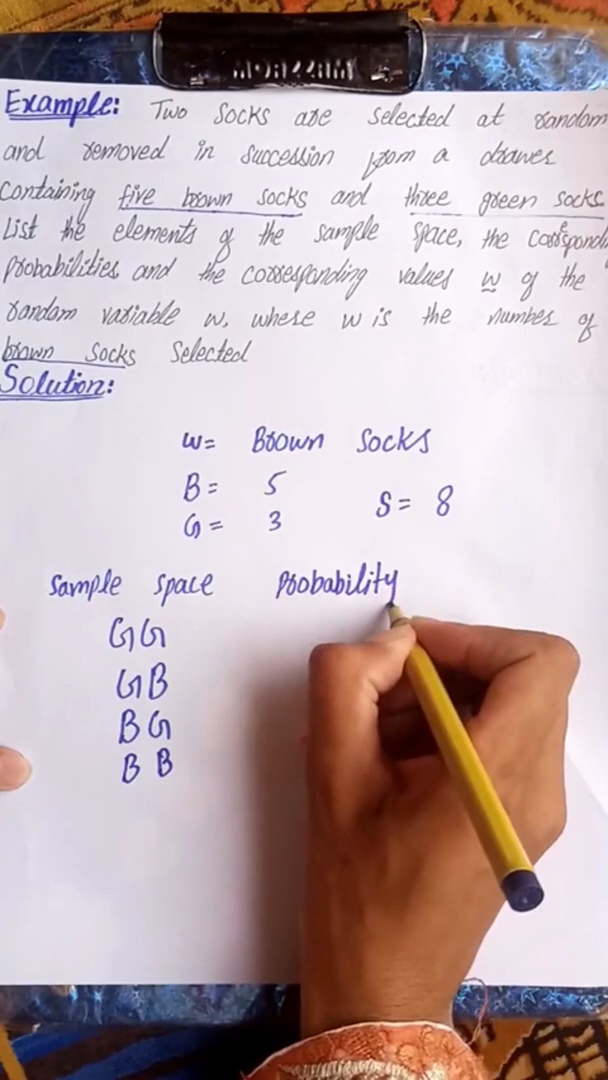 MOAZZAM
Example: Two socks are selected at random
and removed in succession from a drawer
containing five brown socks and three green socks.
List the elements of the sample space, the correspondi
probabilities and the corresponding values w of the
random variable w, where w is the number of
brown socks selected
Solution:
w= Brown Socks
B= 5
S= 8
G= 3
Sample space Probability
GG
GB
BG
BB